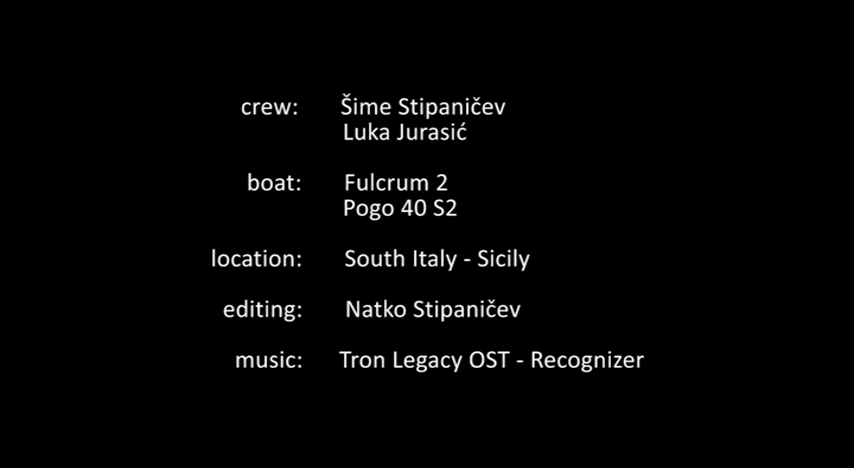 crew: Šime Stipaničev
Luka Jurasić
boat: Fulcrum 2
Pogo 40 S2
location: South Italy - Sicily
editing: Natko Stipaničev
music: Tron Legacy OST - Recognizer